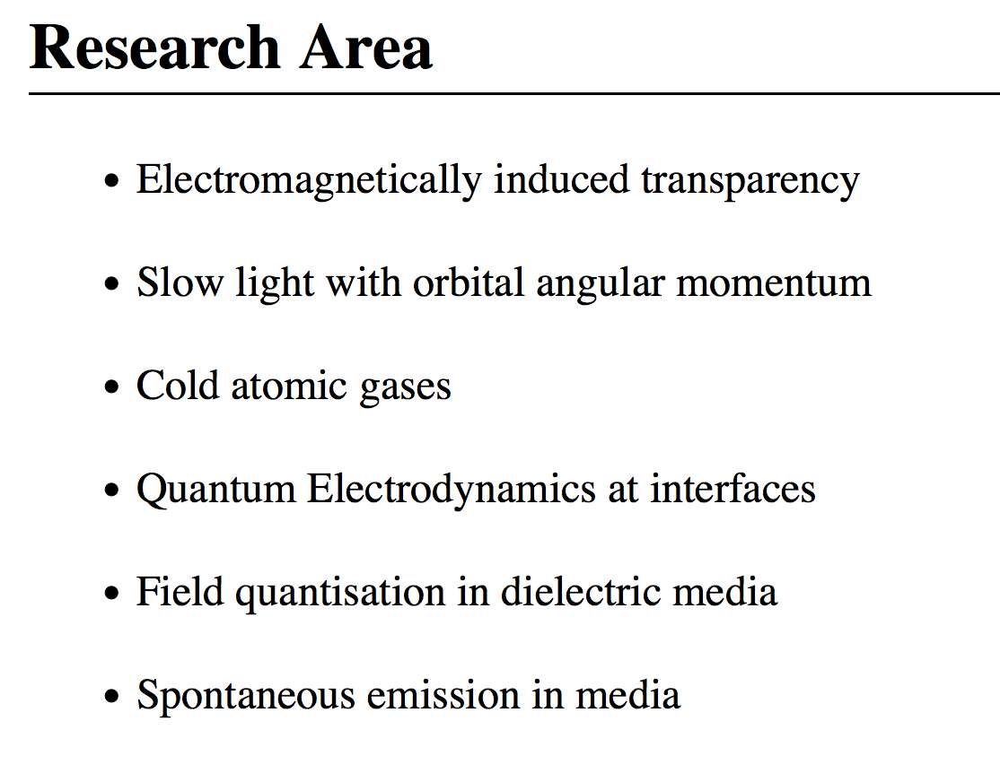 Research Area
• Electromagnetically induced transparency
• Slow light with orbital angular momentum
• Cold atomic gases
• Quantum Electrodynamics at interfaces
• Field quantisation in dielectric media
• Spontaneous emission in media